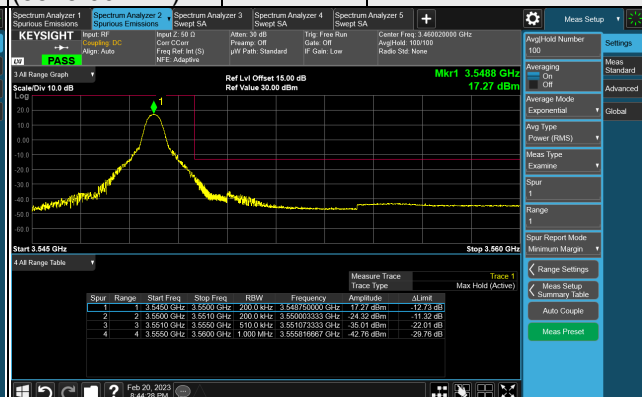 Spectrum Analyzer 1
Spurious Emissions
Spectrum Analyzer 2
Spurious Emissions
Spectrum Analyzer 3
Swept SA
Spectrum Analyzer 4
Swept SA
Spectrum Analyzer 5
Swept SA
+
Meas Setup
KEYSIGHT
Input: RF
Coupling: DC
Align: Auto
Input Z: 50 Ω
Corr CCorr
Freq Ref: Int (S)
NFE: Adaptive
Atten: 30 dB
Preamp: Off
µW Path: Standard
Trig: Free Run
Gate: Off
IF Gain: Low
Center Freq: 3.460020000 GHz
Avg|Hold: 100/100
Radio Std: None
LXI
PASS
3 All Range Graph
Scale/Div 10.0 dB
Ref Lvl Offset 15.00 dB
Ref Value 30.00 dBm
Mkr1 3.5488 GHz
17.27 dBm
Log
20.0
10.0
0.0
-10.0
-20.0
-30.0
-40.0
-50.0
-60.0
1
Start 3.545 GHz
Stop 3.560 GHz
4 All Range Table
Measure Trace Trace 1
Trace Type Max Hold (Active)
Spur Range Start Freq Stop Freq RBW Frequency Amplitude ΔLimit
1 1 3.5450 GHz 3.5500 GHz 200.0 kHz 3.548750000 GHz 17.27 dBm -12.73 dB
2 2 3.5500 GHz 3.5510 GHz 200.0 kHz 3.550073333 GHz -24.32 dBm -11.32 dB
3 3 3.5510 GHz 3.5550 GHz 510.0 kHz 3.551073333 GHz -35.01 dBm -22.01 dB
4 4 3.5550 GHz 3.5600 GHz 1.000 MHz 3.555816667 GHz -42.76 dBm -29.76 dB
Avg|Hold Number
100
Averaging
On
Off
Average Mode
Exponential
Avg Type
Power (RMS)
Meas Type
Examine
Spur
1
Range
1
Spur Report Mode
Minimum Margin
Range Settings
Meas Setup
Summary Table
Auto Couple
Meas Preset
Settings
Meas
Standard
Advanced
Global
?
Feb 20, 2023
8:44:28 PM